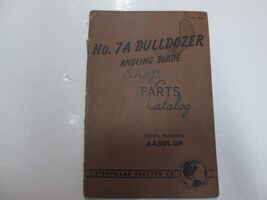 No. 7A BULLDOZER
ANGLING BLADE
Shop
PARTS
Catalog
SERIAL NUMBERS
6A501-UP
CATERPILLAR TRACTOR CO.